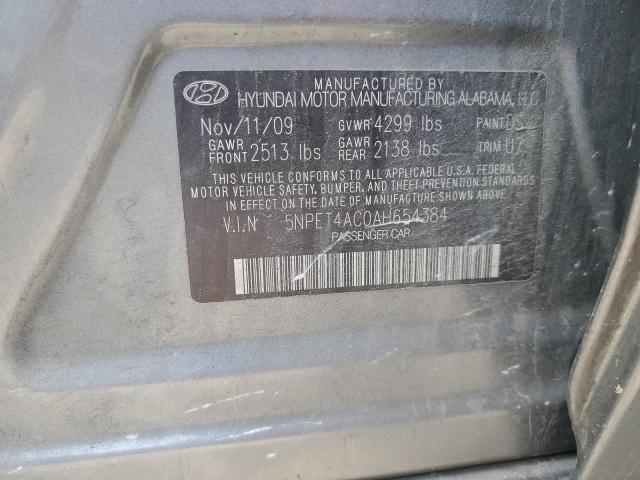 MANUFACTURED BY
HYUNDAI MOTOR MANUFACTURING ALABAMA, LLC
Nov/11/09 GVWR 4299 lbs PAINT DS
GAWR FRONT 2513 lbs GAWR REAR 2138 lbs TRIM UZ
THIS VEHICLE CONFORMS TO ALL APPLICABLE U.S.A. FEDERAL
MOTOR VEHICLE SAFETY, BUMPER, AND THEFT PREVENTION STANDARDS
IN EFFECT ON THE DATE OF MANUFACTURE SHOWN ABOVE.
V.I.N 5NPET4AC0AH654384
PASSENGER CAR